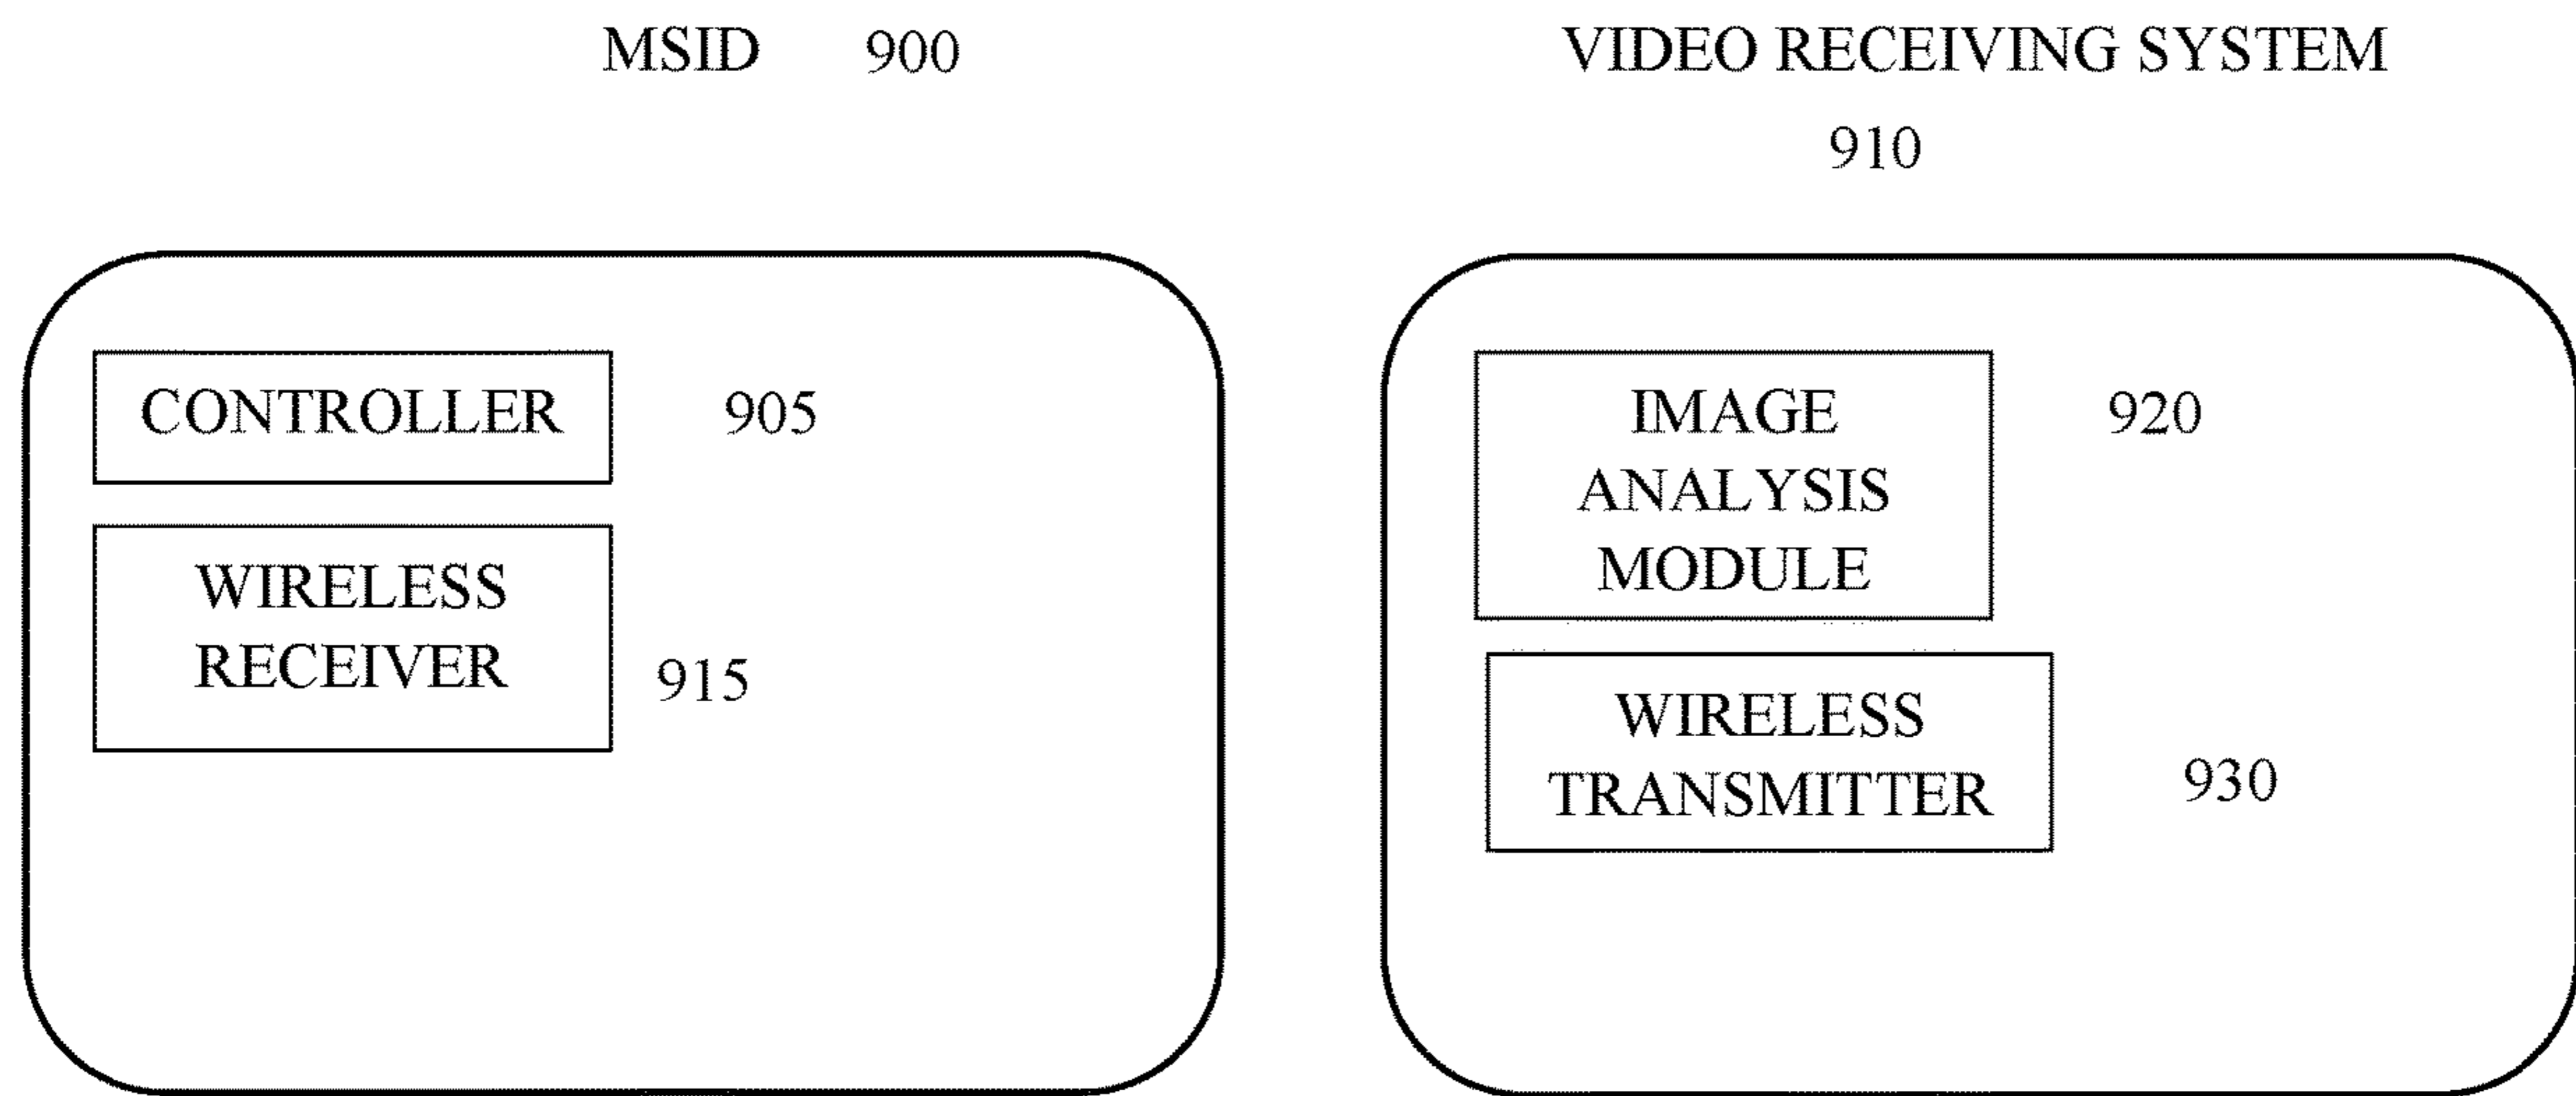 MSID 900
VIDEO RECEIVING SYSTEM
910
CONTROLLER
905
WIRELESS
RECEIVER
915
IMAGE
ANALYSIS
MODULE
920
WIRELESS
TRANSMITTER
930